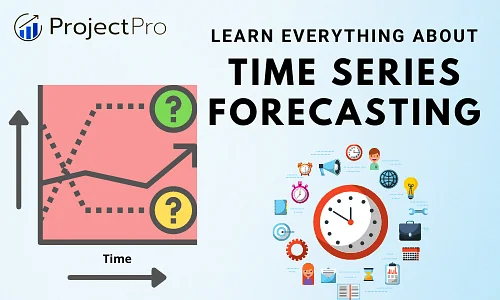 ProjectPro
LEARN EVERYTHING ABOUT
TIME SERIES
FORECASTING
?
?
Time